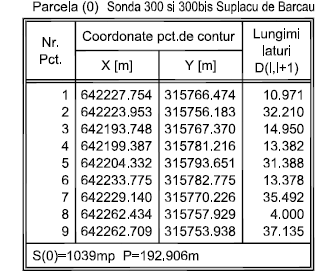 Parcela (0) Sonda 300 si 300bis Suplacu de Barcau
Nr. Pct. Coordonate pct.de contur Lungimi laturi D(i,i+1)
X [m] Y [m]
1 642227.754 315766.474 10.971
2 642223.953 315756.183 32.210
3 642193.748 315767.370 14.950
4 642199.387 315781.216 13.382
5 642204.332 315793.651 31.388
6 642233.775 315782.775 13.378
7 642229.140 315770.226 35.492
8 642262.434 315757.929 4.000
9 642262.709 315753.938 37.135
S(0)=1039mp P=192,906m